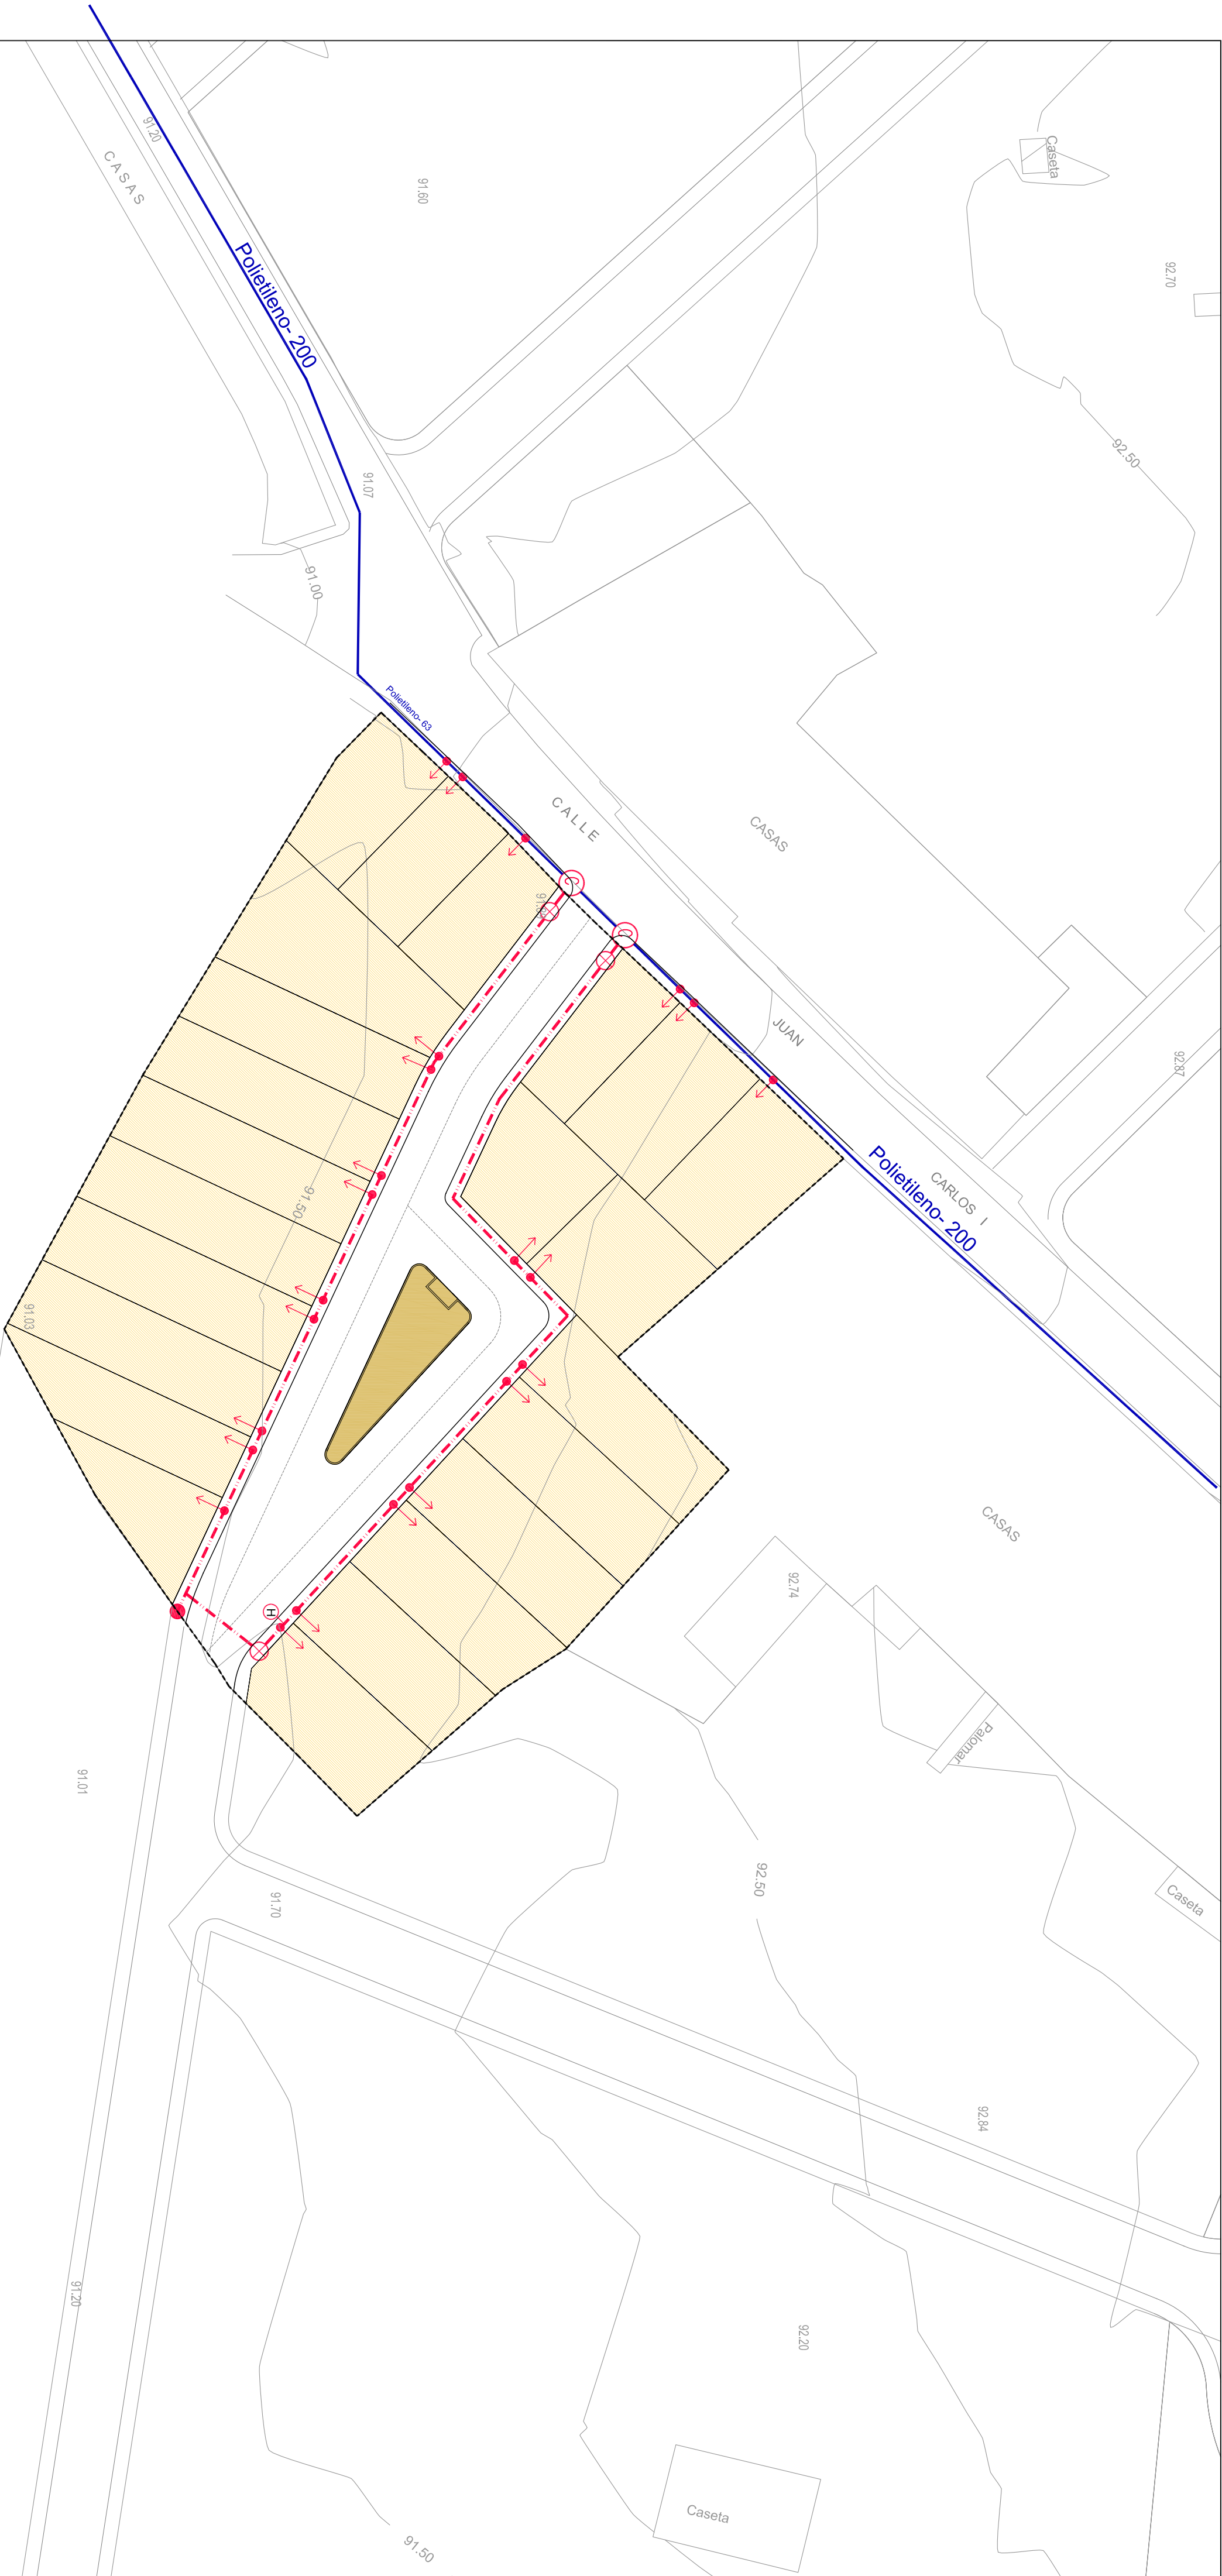 91.20
CASAS
91.60
Caseta
92.70
Polietileno- 200
92.50
91.07
91.00
Polietileno- 63
CALLE
CASAS
JUAN
92.87
CARLOS I
Polietileno- 200
91.50
91.03
CASAS
92.74
H
Palomar
91.01
92.50
Caseta
91.70
92.84
91.20
92.20
Caseta
91.50